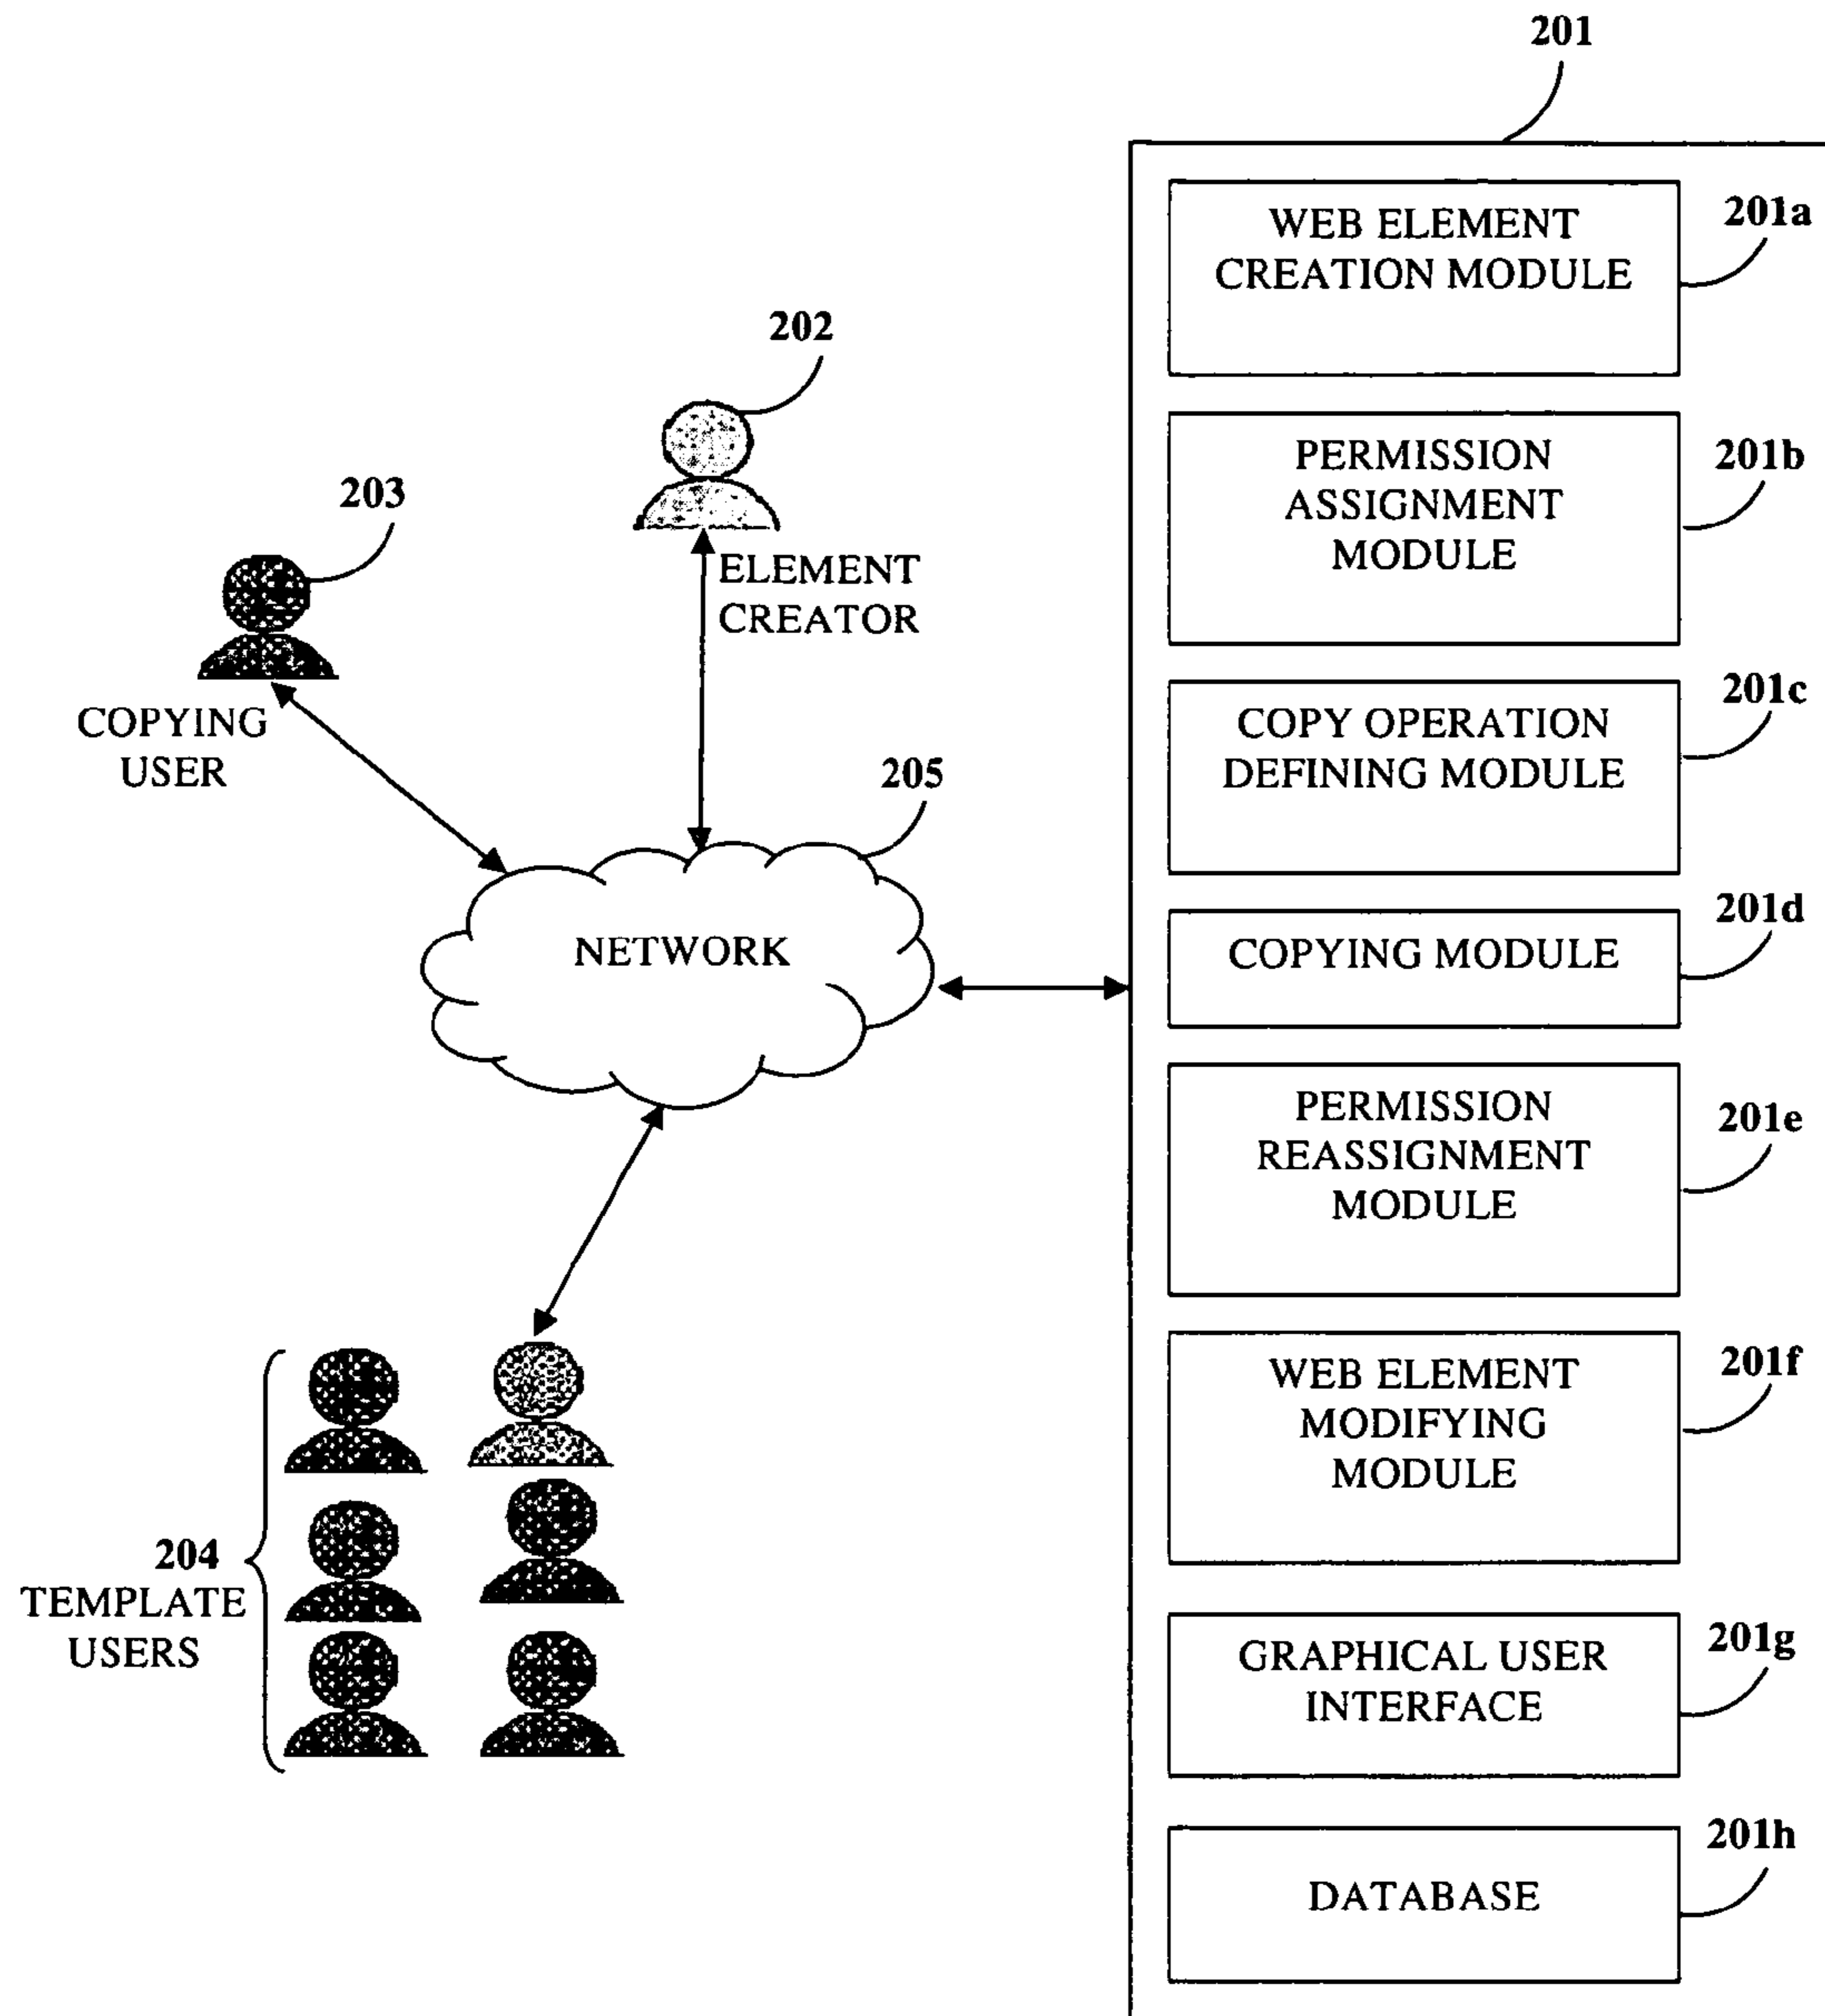 201
WEB ELEMENT
CREATION MODULE
201a
202
PERMISSION
ASSIGNMENT
MODULE
201b
203
ELEMENT
CREATOR
COPYING
USER
COPY OPERATION
DEFINING MODULE
201c
205
NETWORK
COPYING MODULE
201d
PERMISSION
REASSIGNMENT
MODULE
201e
WEB ELEMENT
MODIFYING
MODULE
201f
204
TEMPLATE
USERS
GRAPHICAL USER
INTERFACE
201g
DATABASE
201h